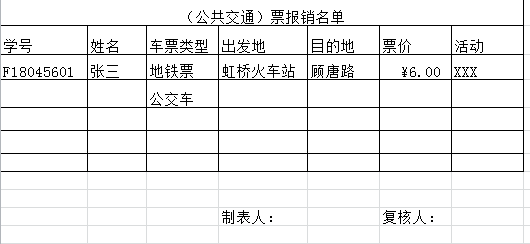 （公共交通）票报销名单
学号 姓名 车票类型 出发地 目的地 票价 活动
F18045601 张三 地铁票 虹桥火车站 顾唐路 ¥6.00 XXX
公交车
制表人： 复核人：